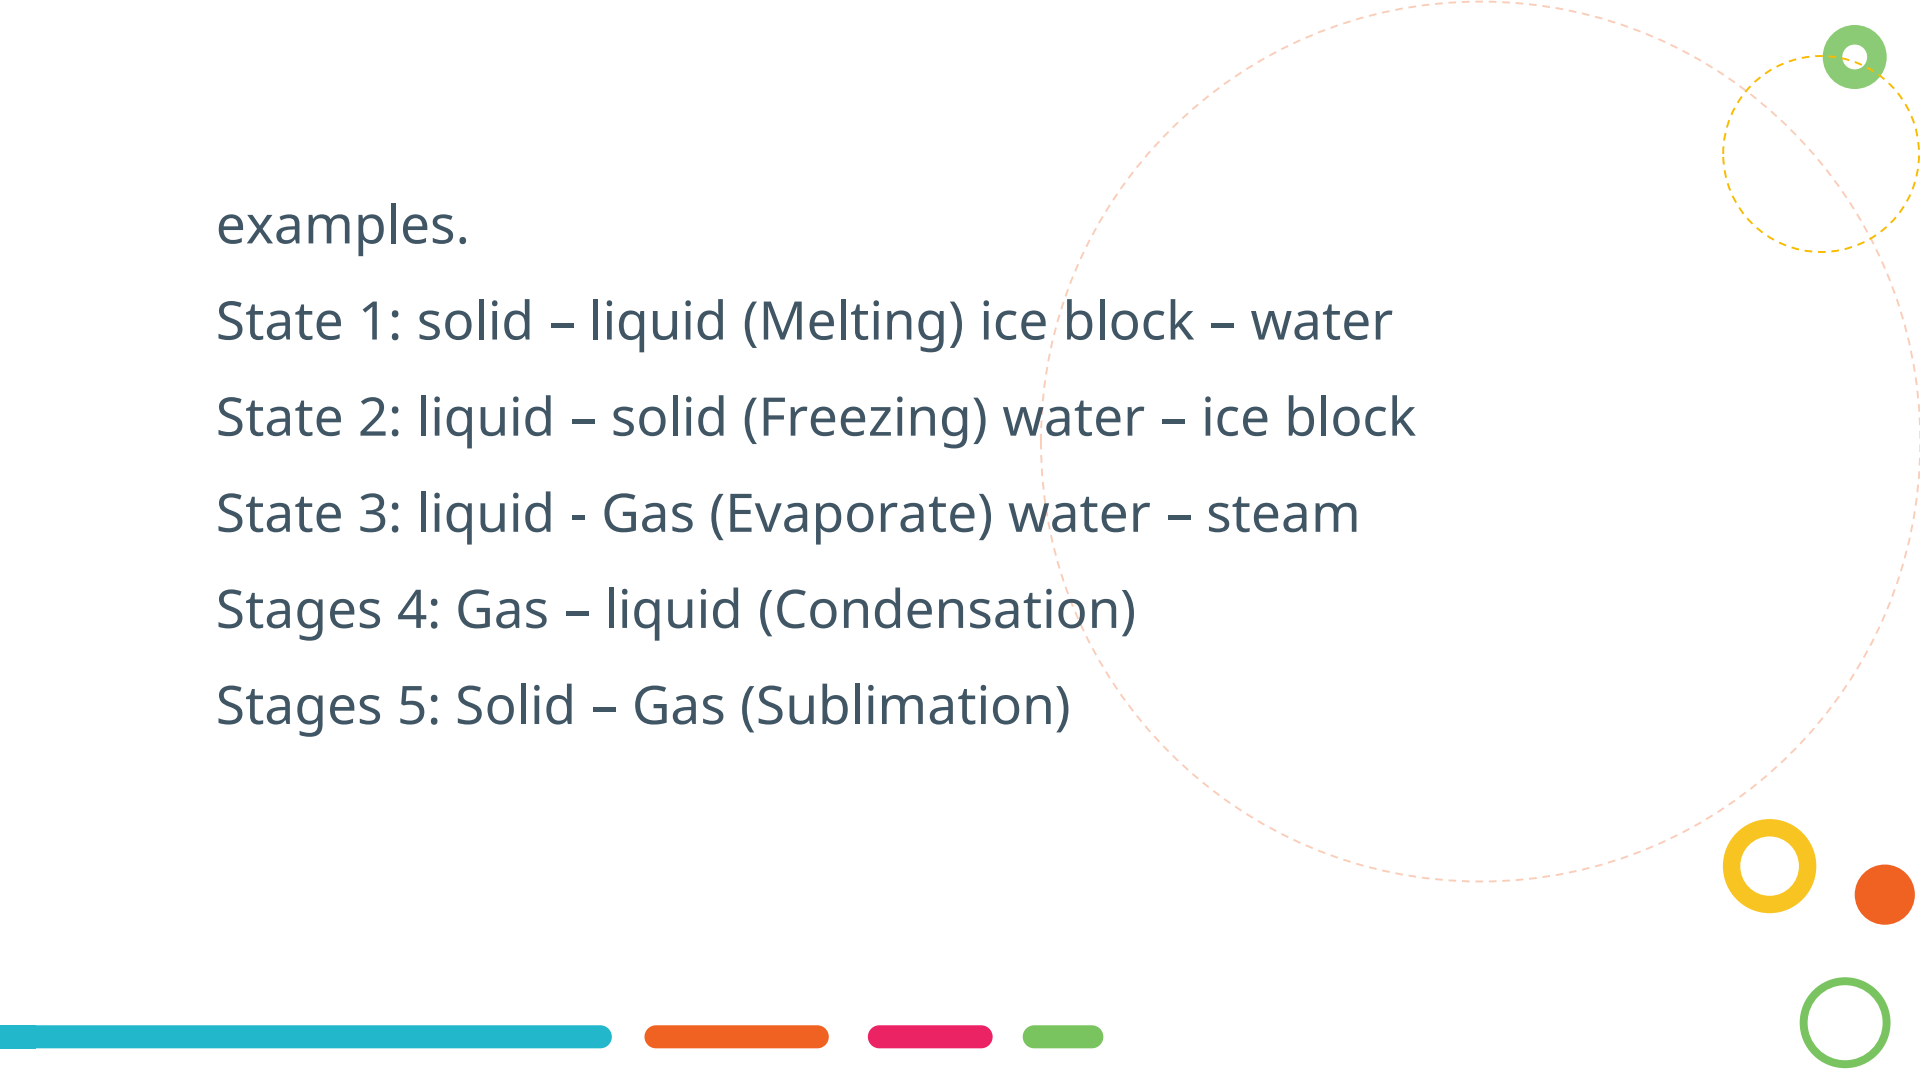 examples.
State 1: solid – liquid (Melting) ice block – water
State 2: liquid – solid (Freezing) water – ice block
State 3: liquid - Gas (Evaporate) water – steam
Stages 4: Gas – liquid (Condensation)
Stages 5: Solid – Gas (Sublimation)